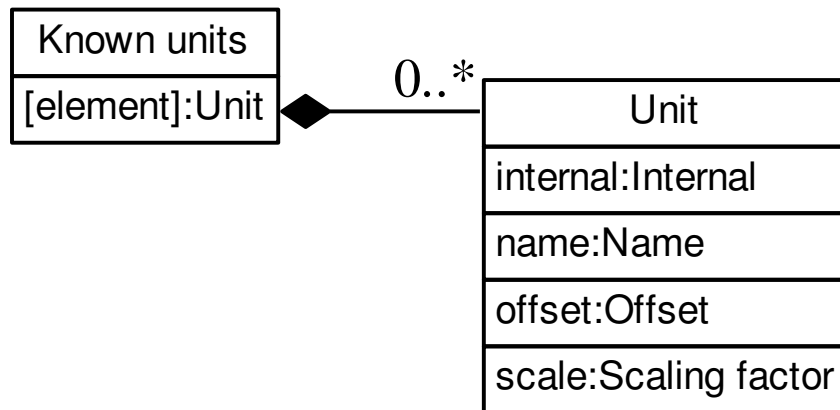 Known units
[element]:Unit
0..*
Unit
internal:Internal
name:Name
offset:Offset
scale:Scaling factor